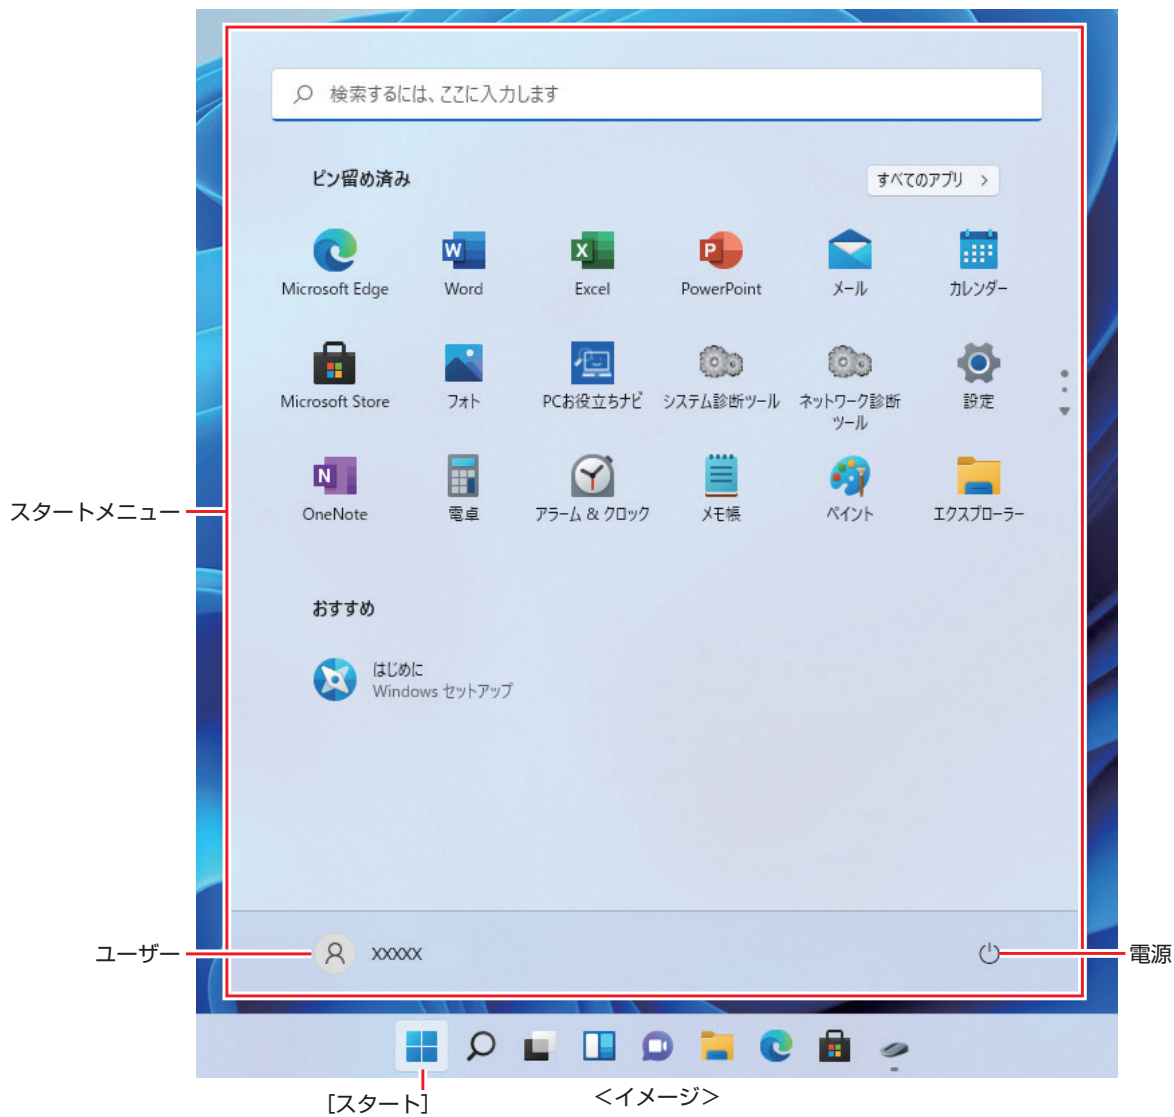 検索するには、ここに入力します
ピン留め済み
すべてのアプリ >
Microsoft Edge
Word
Excel
PowerPoint
メール
カレンダー
Microsoft Store
フォト
PCお役立ちナビ
システム診断ツール
ネットワーク診断
ツール
設定
OneNote
電卓
アラーム & クロック
メモ帳
ペイント
エクスプローラー
スタートメニュー
おすすめ
はじめに
Windows セットアップ
ユーザー
xxxxx
電源
[スタート]
<イメージ>